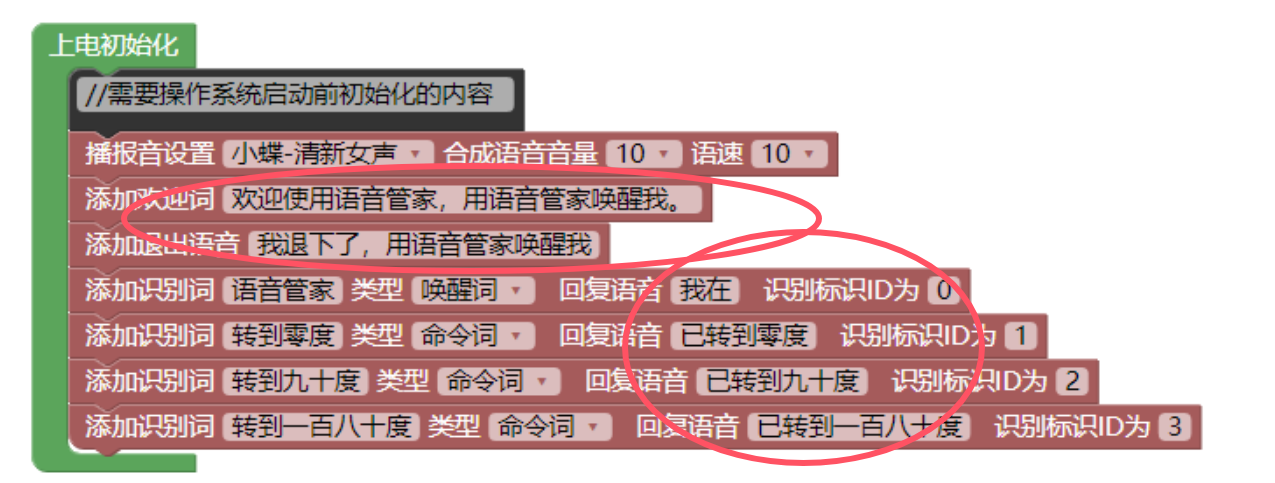 上电初始化
//需要操作系统启动前初始化的内容
播报音设置 小蝶-清新女声 合成语音音量 10 语速 10
添加欢迎词 欢迎使用语音管家，用语音管家唤醒我。
添加退出语音 我退下了，用语音管家唤醒我
添加识别词 语音管家 类型 唤醒词 回复语音 我在 识别标识ID为 0
添加识别词 转到零度 类型 命令词 回复语音 已转到零度 识别标识ID为 1
添加识别词 转到九十度 类型 命令词 回复语音 已转到九十度 识别标识ID为 2
添加识别词 转到一百八十度 类型 命令词 回复语音 已转到一百八十度 识别标识ID为 3